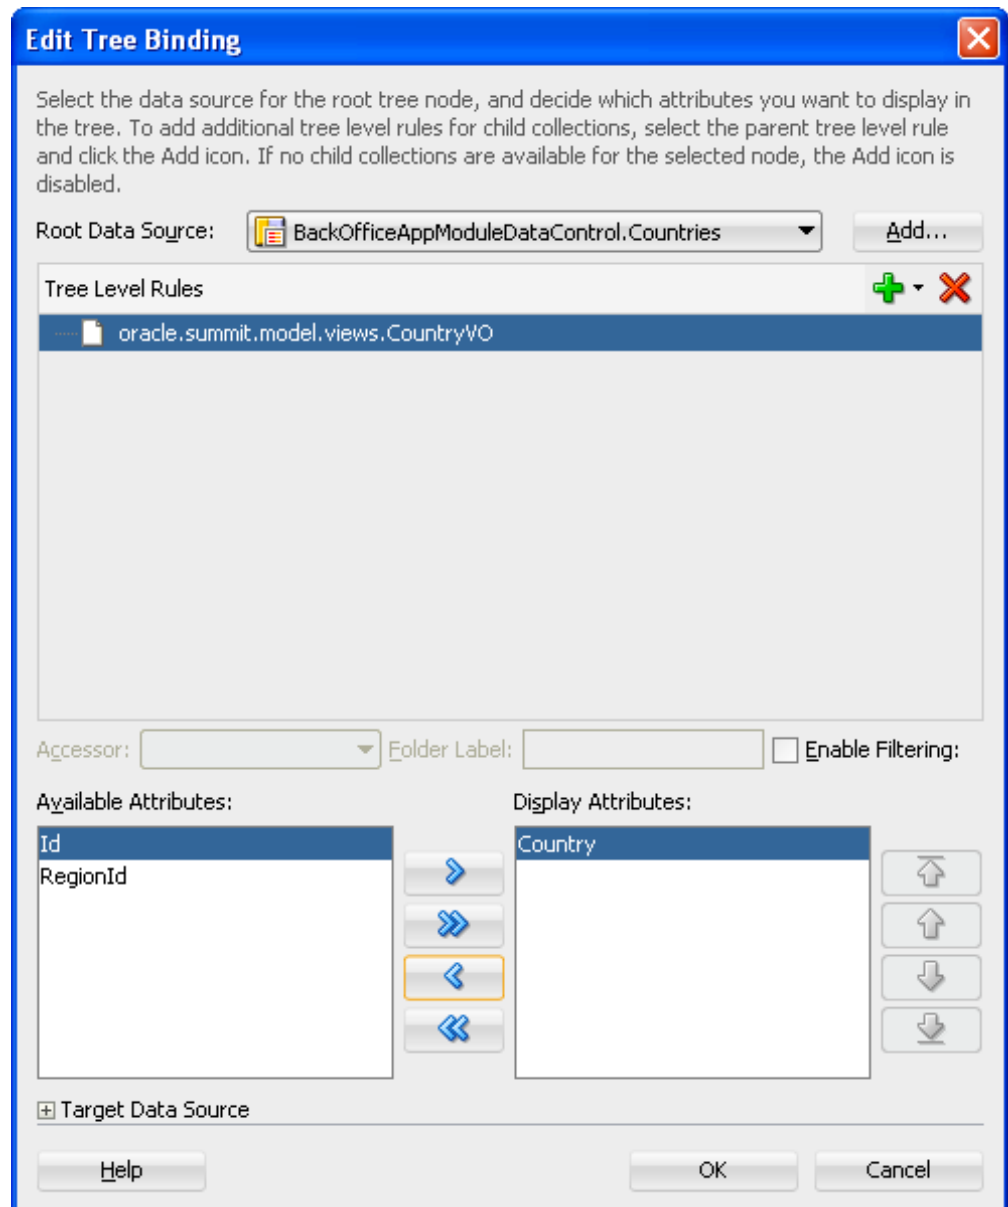 Edit Tree Binding
Select the data source for the root tree node, and decide which attributes you want to display in
the tree. To add additional tree level rules for child collections, select the parent tree level rule
and click the Add icon. If no child collections are available for the selected node, the Add icon is
disabled.
Root Data Source: BackOfficeAppModuleDataControl.Countries Add...
Tree Level Rules
oracle.summit.model.views.CountryVO
Accessor: Folder Label: Enable Filtering:
Available Attributes: Display Attributes:
Id Country
RegionId
Target Data Source
Help OK Cancel